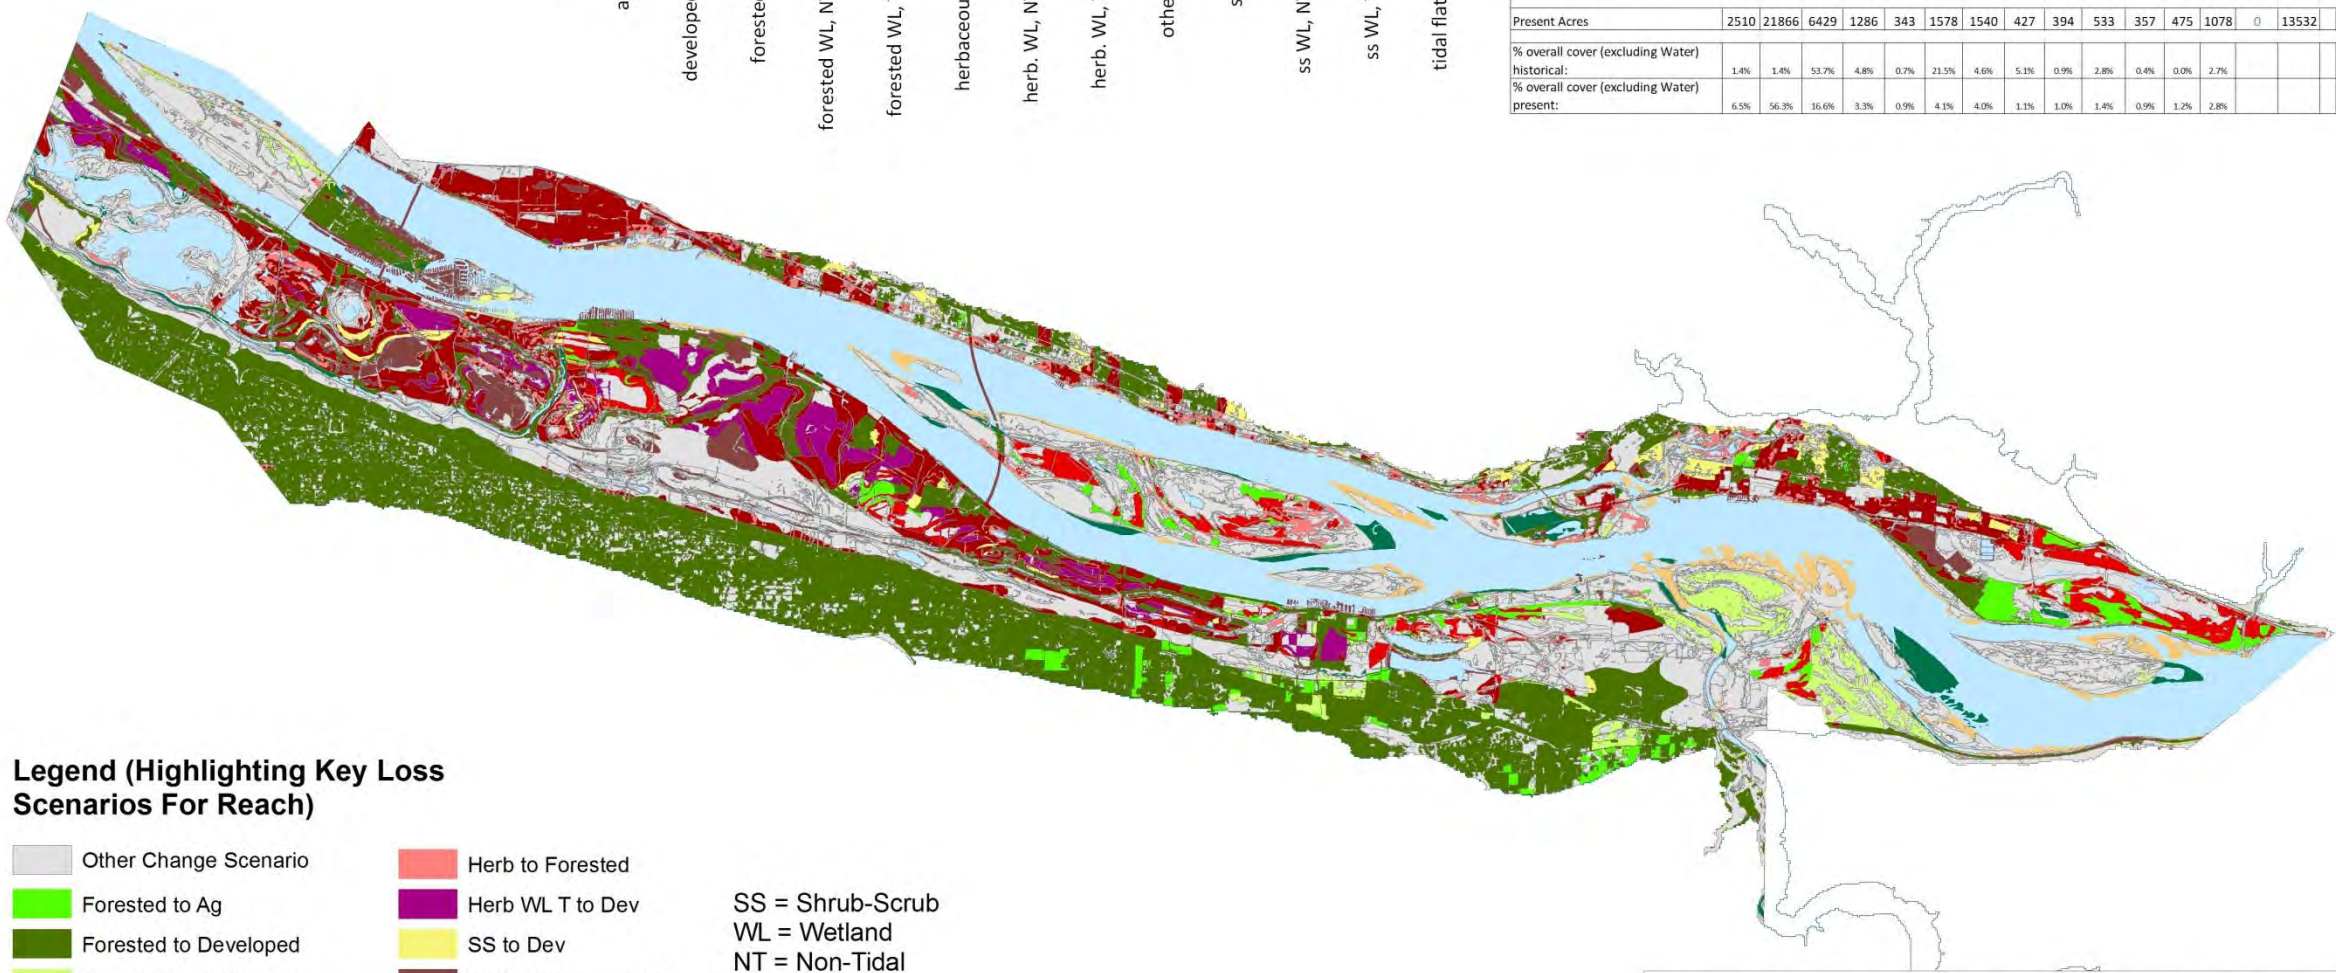 developed
forested
forested WL, N
forested WL,
herbaceou
herb. WL, N
herb. WL,
othe
ss WL, N
ss WL,
tidal flat
Present Acres 2510 21866 6429 1286 343 1578 1540 427 394 533 357 475 1078 0 13532
% overall cover (excluding Water)
historical: 1.4% 1.4% 53.7% 4.8% 0.7% 21.5% 4.6% 5.1% 0.9% 2.8% 0.4% 0.0% 2.7%
% overall cover (excluding Water)
present: 6.5% 56.3% 16.6% 3.3% 0.9% 4.1% 4.0% 1.1% 1.0% 1.4% 0.9% 1.2% 2.8%
Legend (Highlighting Key Loss
Scenarios For Reach)
Other Change Scenario
Forested to Ag
Forested to Developed
Herb to Forested
Herb WL T to Dev
SS to Dev
SS = Shrub-Scrub
WL = Wetland
NT = Non-Tidal